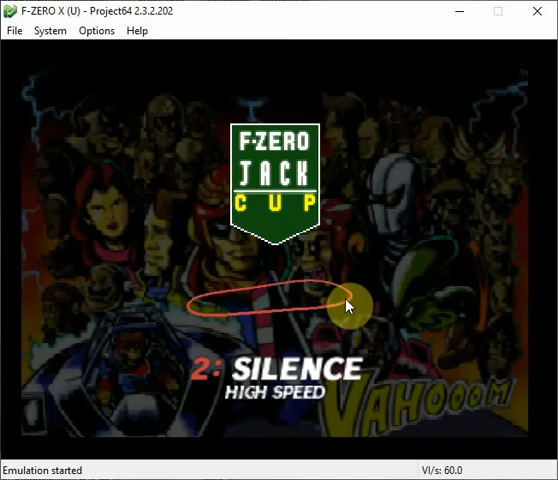 F-ZERO X (U) - Project64 2.3.2.202
File System Options Help
F-ZERO
JACK
CUP
2: SILENCE
HIGH SPEED
VAHOOOM
Emulation started VI/s: 60.0